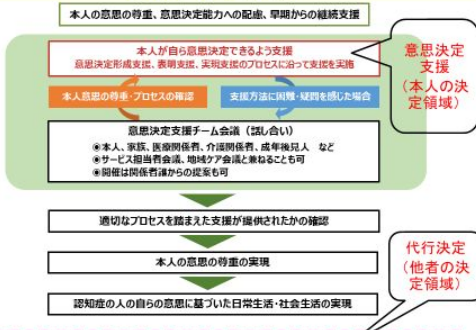 本人の意思の尊重、意思決定能力への配慮、早期からの継続支援
本人が自ら意思決定できるよう支援
意思決定形成支援、表明支援、実現支援のプロセスに沿って支援を実施
意思決定
支援
(本人の決
定領域)
本人意思の尊重・プロセスの確認
支援方法に困難・疑問を感じた場合
意思決定支援チーム会議(話し合い)
◉本人、家族、医療関係者、介護関係者、成年後見人 など
◉サービス担当者会議、地域ケア会議と兼ねることも可
◉開催は関係者誰からの提案も可
適切なプロセスを踏まえた支援が提供されたかの確認
本人の意思の尊重の実現
代行決定
(他者の決
定領域)
認知症の人の自らの意思に基づいた日常生活・社会生活の実現